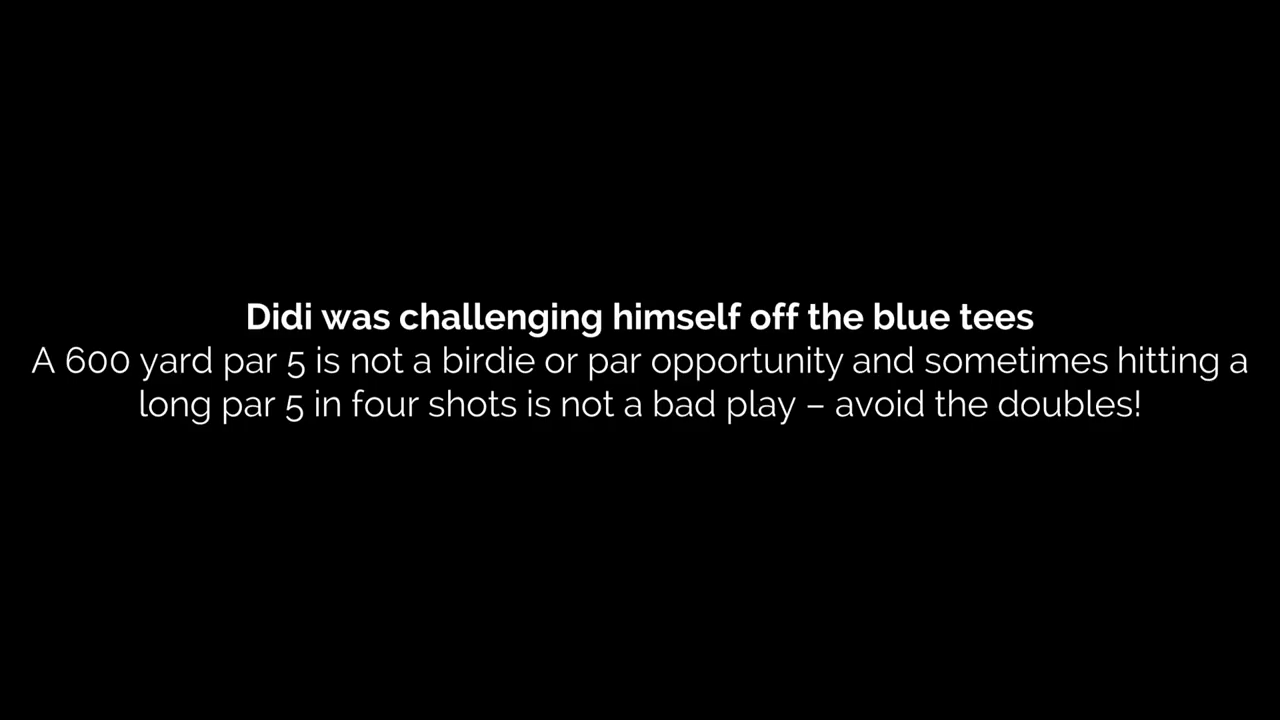 Didi was challenging himself off the blue tees
A 600 yard par 5 is not a birdie or par opportunity and sometimes hitting a
long par 5 in four shots is not a bad play – avoid the doubles!